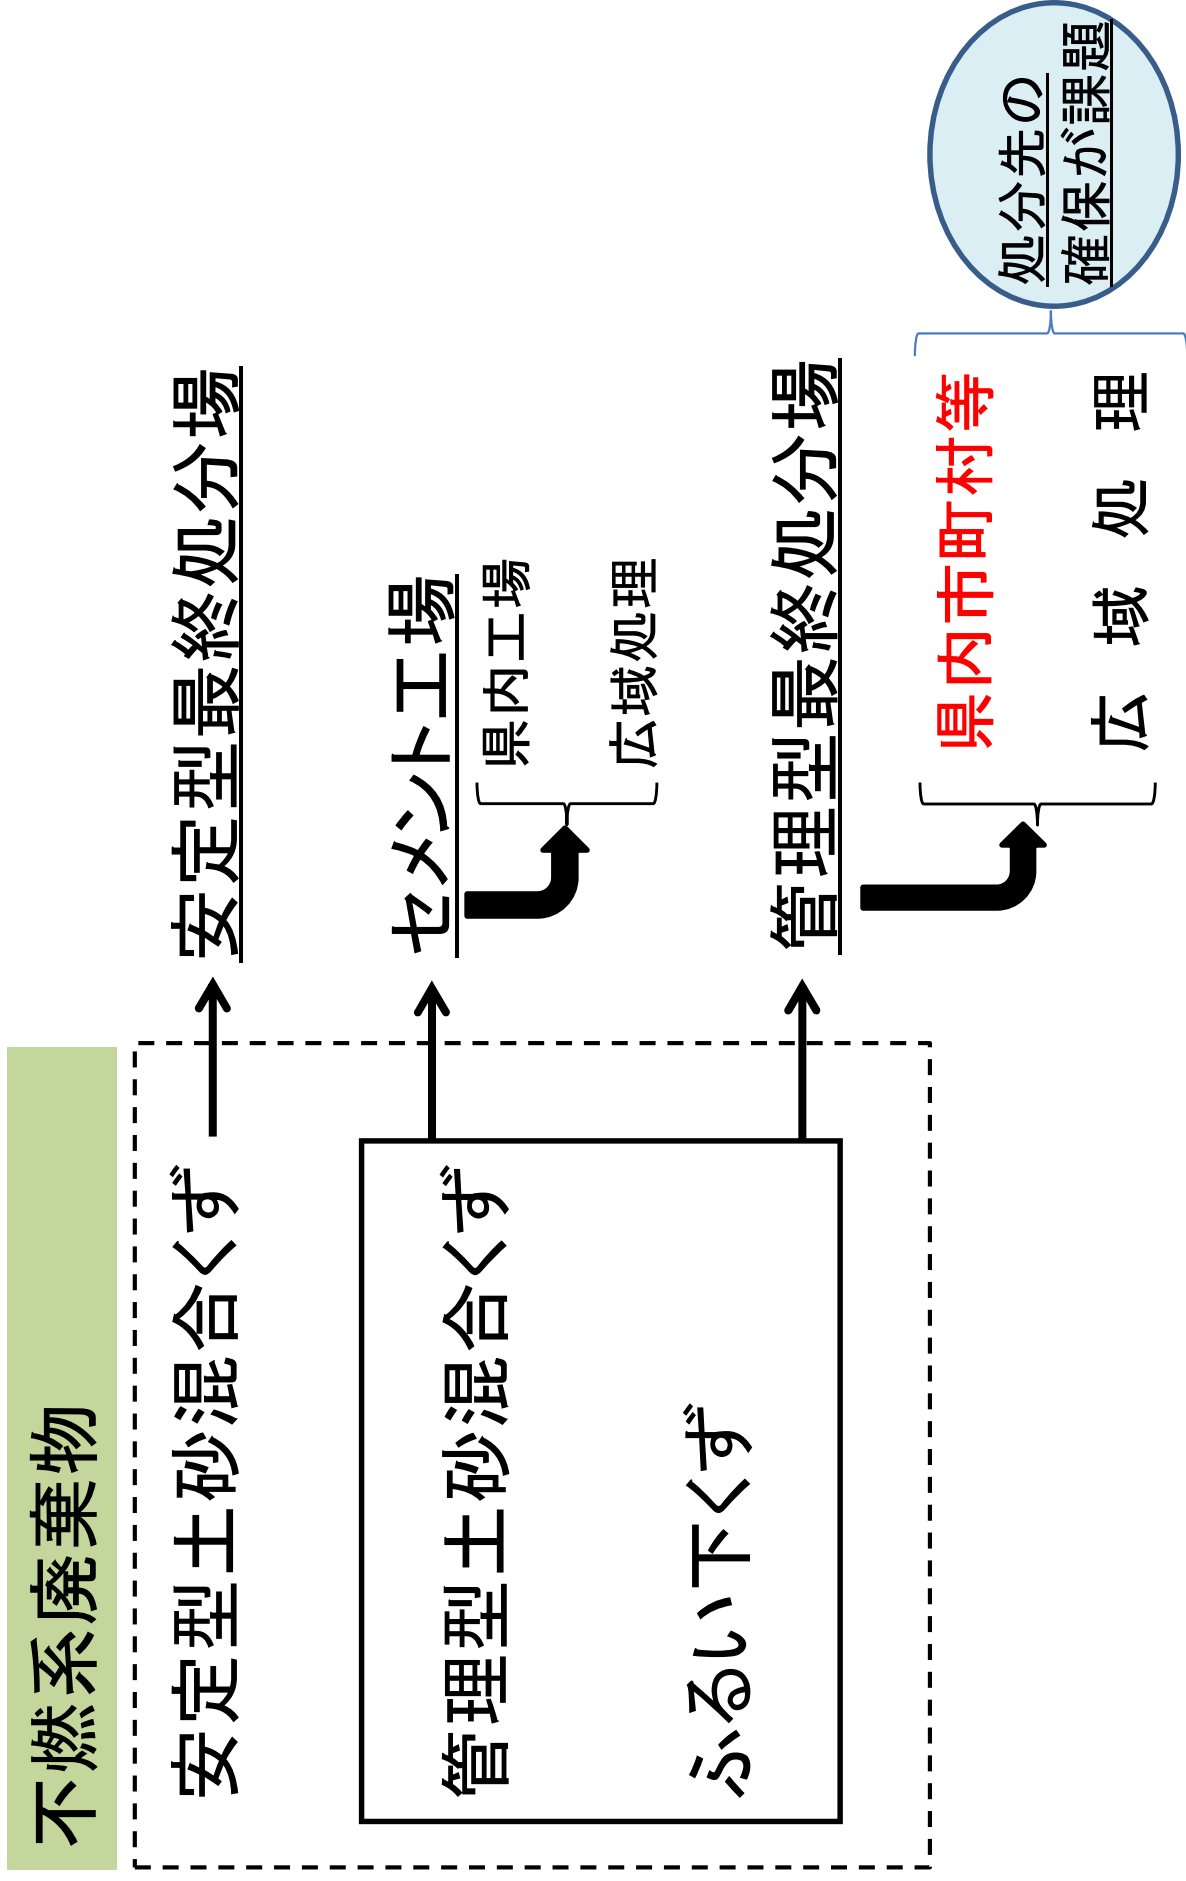 不燃系廃棄物
安定型土砂混合くず
安定型最終処分場
管理型土砂混合くず
ふるい下くず
セメント工場
県内工場
広域処理
管理型最終処分場
県内市町村等
広域処理
処分先の
確保が課題